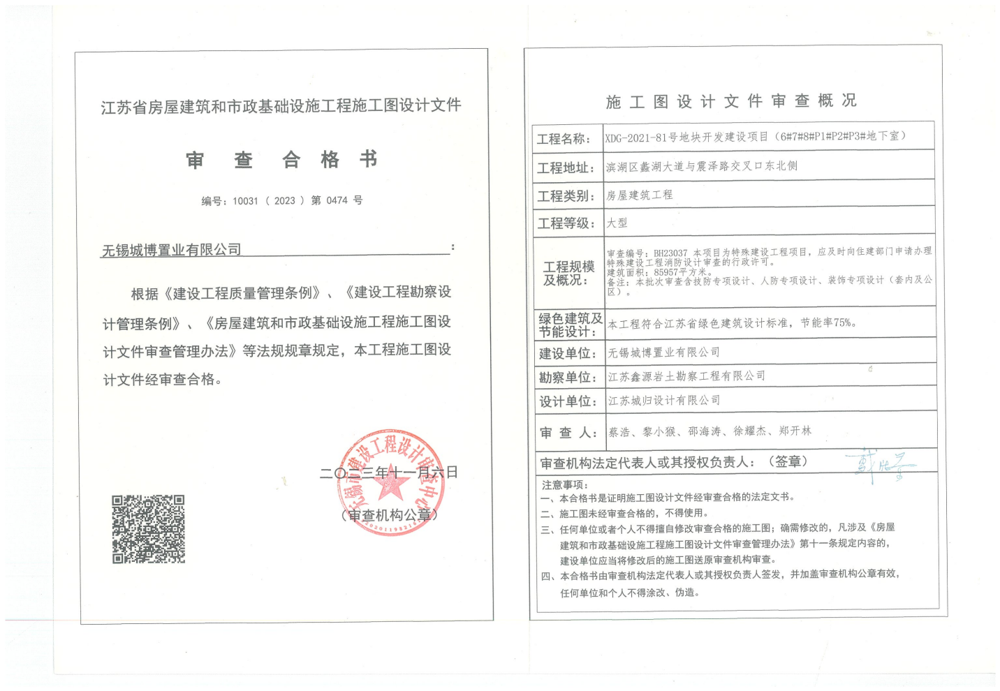 江苏省房屋建筑和市政基础设施工程施工图设计文件
审 查 合 格 书
编号：10031 （ 2023 ）第 0474 号
无锡城博置业有限公司：
根据《建设工程质量管理条例》、《建设工程勘察设
计管理条例》、《房屋建筑和市政基础设施工程施工图设
计文件审查管理办法》等法规规章规定，本工程施工图设
计文件经审查合格。
无锡市建设工程设计审查中心
二〇二三年十一月六日
（审查机构公章）
施工图设计文件审查概况
工程名称： XDG-2021-81号地块开发建设项目（6#7#8#P1#P2#P3#地下室）
工程地址： 滨湖区蠡湖大道与震泽路交叉口东北侧
工程类别： 房屋建筑工程
工程等级： 大型
工程规模
及概况：
审查编号：BH23037 本项目为特殊建设工程项目，应及时向住建部门申请办理
特殊建设工程消防设计审查的行政许可。
建筑面积：85957平方米。
备注：本批次审查含技防专项设计、人防专项设计、装饰专项设计（套内及公
区）。
绿色建筑及
节能设计：
本工程符合江苏省绿色建筑设计标准，节能率75%。
建设单位： 无锡城博置业有限公司
勘察单位： 江苏鑫源岩土勘察工程有限公司
设计单位： 江苏城归设计有限公司
审 查 人： 蔡浩、黎小猴、邵海涛、徐耀杰、郑开林
审查机构法定代表人或其授权负责人：（签章）
注意事项：
一、本合格书是证明施工图设计文件经审查合格的法定文书。
二、施工图未经审查合格的，不得使用。
三、任何单位或者个人不得擅自修改审查合格的施工图；确需修改的，凡涉及《房屋
建筑和市政基础设施工程施工图设计文件审查管理办法》第十一条规定内容的，
建设单位应当将修改后的施工图送原审查机构审查。
四、本合格书由审查机构法定代表人或其授权负责人签发，并加盖审查机构公章有效，
任何单位和个人不得涂改、伪造。